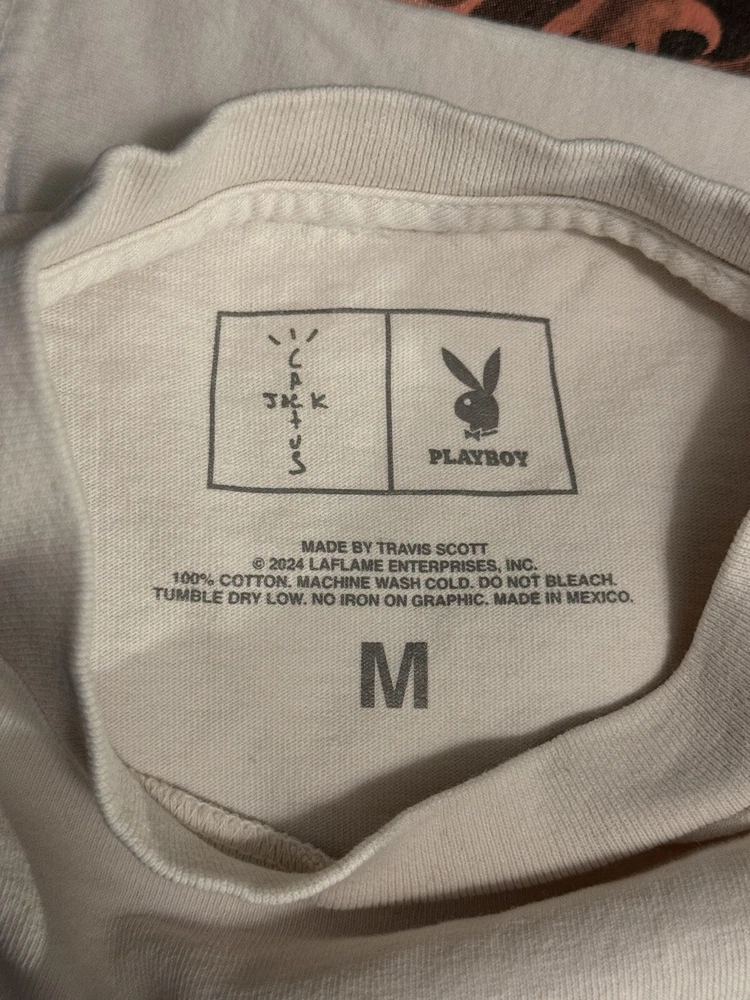 CACTUS
JACK
PLAYBOY
MADE BY TRAVIS SCOTT
© 2024 LAFLAME ENTERPRISES, INC.
100% COTTON. MACHINE WASH COLD. DO NOT BLEACH.
TUMBLE DRY LOW. NO IRON ON GRAPHIC. MADE IN MEXICO.
M